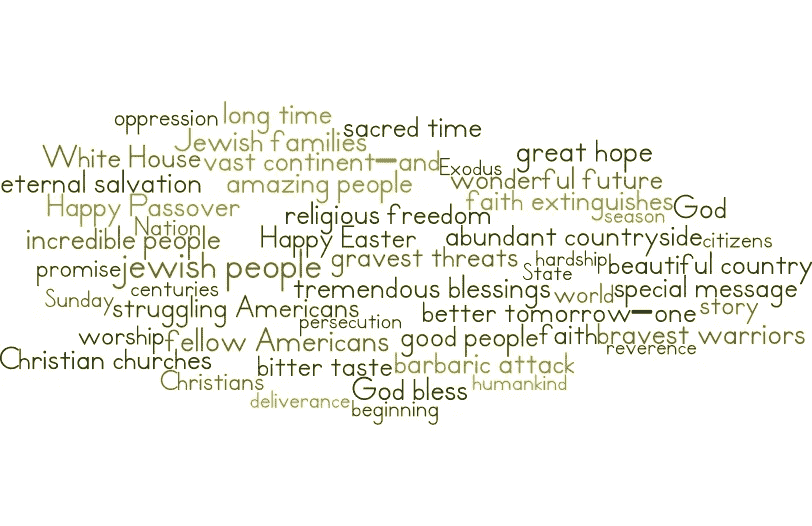 oppression long time
sacred time
Jewish families
White House vast continent—and Exodus great hope
eternal salvation amazing people wonderful future
Happy Passover faith extinguishes God
religious freedom season
Nation
incredible people Happy Easter abundant countryside citizens
promise jewish people gravest threats hardship beautiful country
State
Sunday centuries tremendous blessings world special message
struggling Americans better tomorrow—one story
persecution
worship fellow Americans good people faith bravest warriors
reverence
Christian churches bitter taste barbaric attack
Christians God bless humankind
deliverance beginning